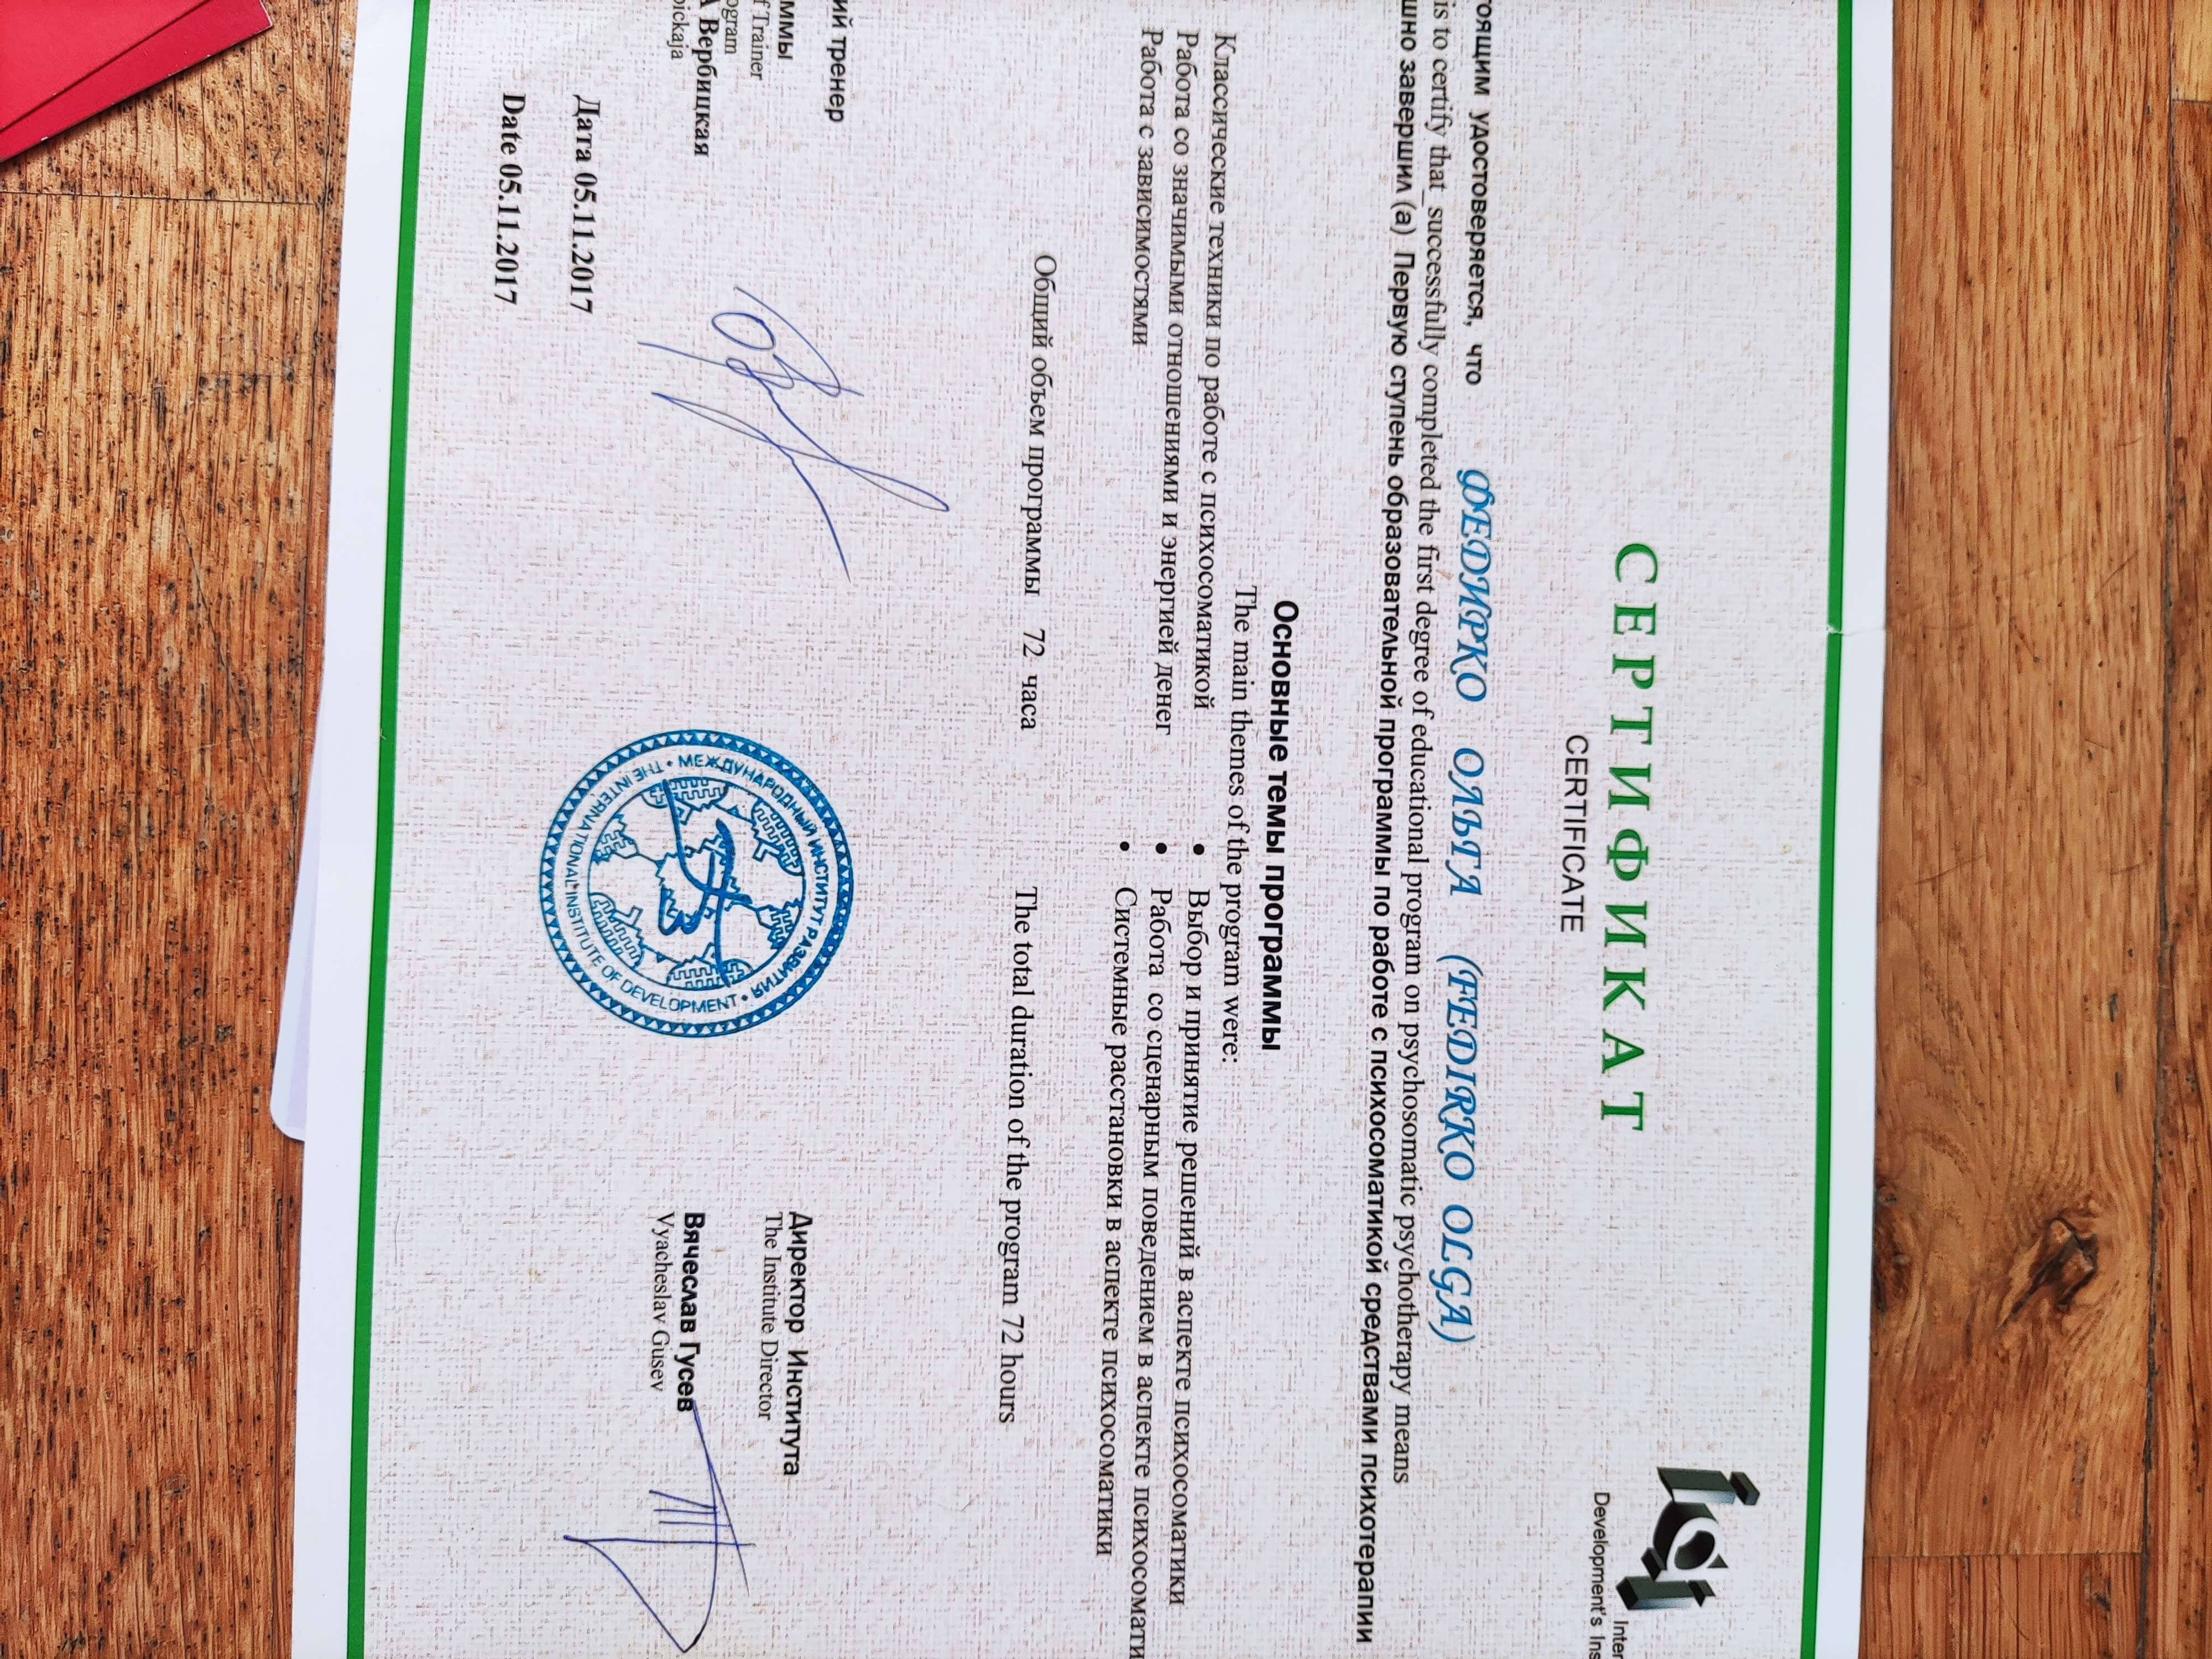 СЕРТИФИКАТ
CERTIFICATE
Development's
что
удостоверяется,
ФЕДИРКО ОЛЬГА (FEDIRKO OLGA)
is to certify that_successfully completed the first degree of educational program on psychosomatic psychotherapy means
завершил (а) Первую ступень образовательной программы по работе с психосоматикой средствами психотерапии
Основные темы программы
The main themes of the program were:
Классические техники по работе с психосоматикой
Работа со значимыми отношениями и энергией денег
Работа с зависимостями
• Выбор и принятие решений в аспекте психосоматики
• Работа со сценарным поведением в аспекте
• Системные расстановки в аспекте психосоматики
Общий объем программы 72 часа
The total duration of the program 72 hours
тренер
Trainer
Вербицкая
Директор Института
The Institute Director
Вячеслав Гусев
Vyacheslav Gusev
МЕЖДУНАРОДНЫЙ ИНСТИТУТ РАЗВИТИЯ •
THE INTERNATIONAL INSTITUTE OF DEVELOPMENT •
Дата 05.11.2017
Date 05.11.2017